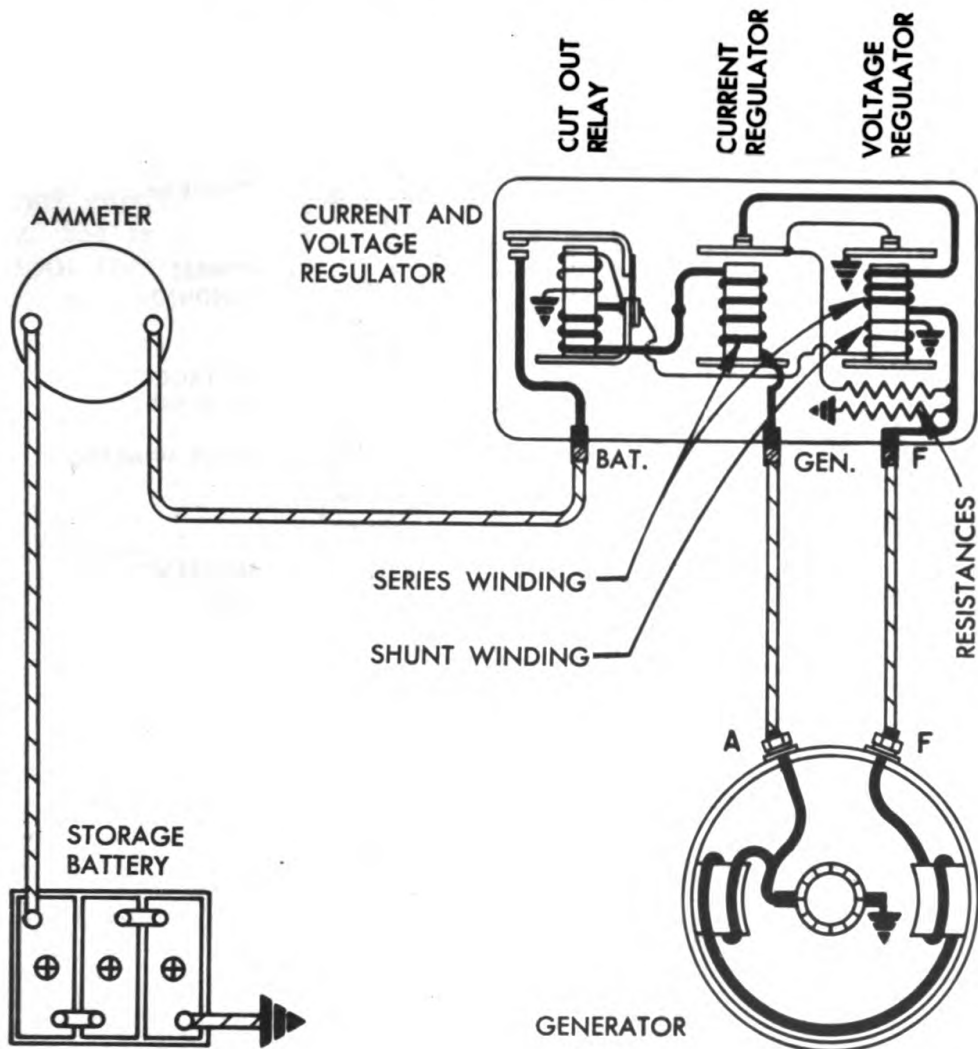 CUT OUT
RELAY
CURRENT
REGULATOR
VOLTAGE
REGULATOR
AMMETER
CURRENT AND
VOLTAGE
REGULATOR
BAT.
GEN.
F
SERIES WINDING
SHUNT WINDING
RESISTANCES
A
F
STORAGE
BATTERY
GENERATOR